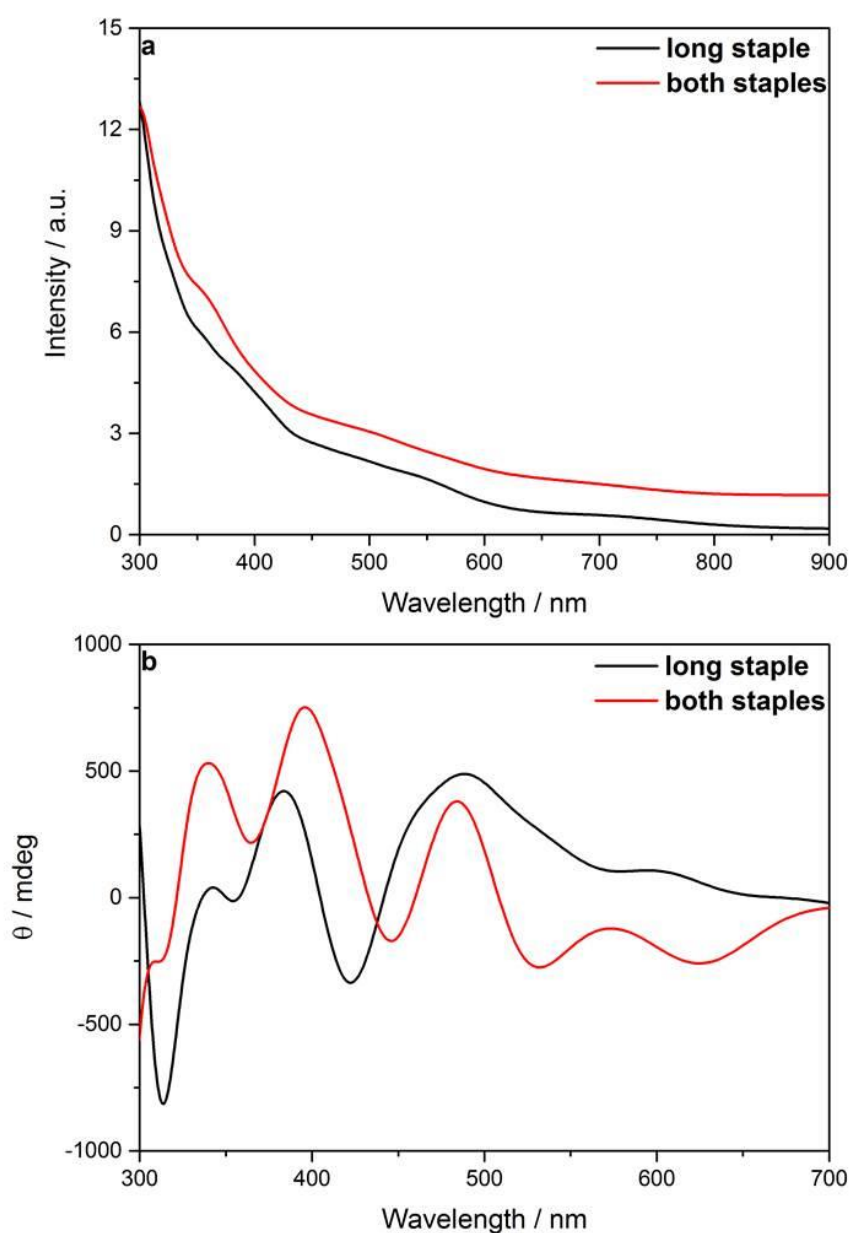 a
long staple
both staples
15
12
9
6
3
0
Intensity / a.u.
300 400 500 600 700 800 900
Wavelength / nm
b
long staple
both staples
1000
500
0
-500
-1000
θ / mdeg
300 400 500 600 700
Wavelength / nm